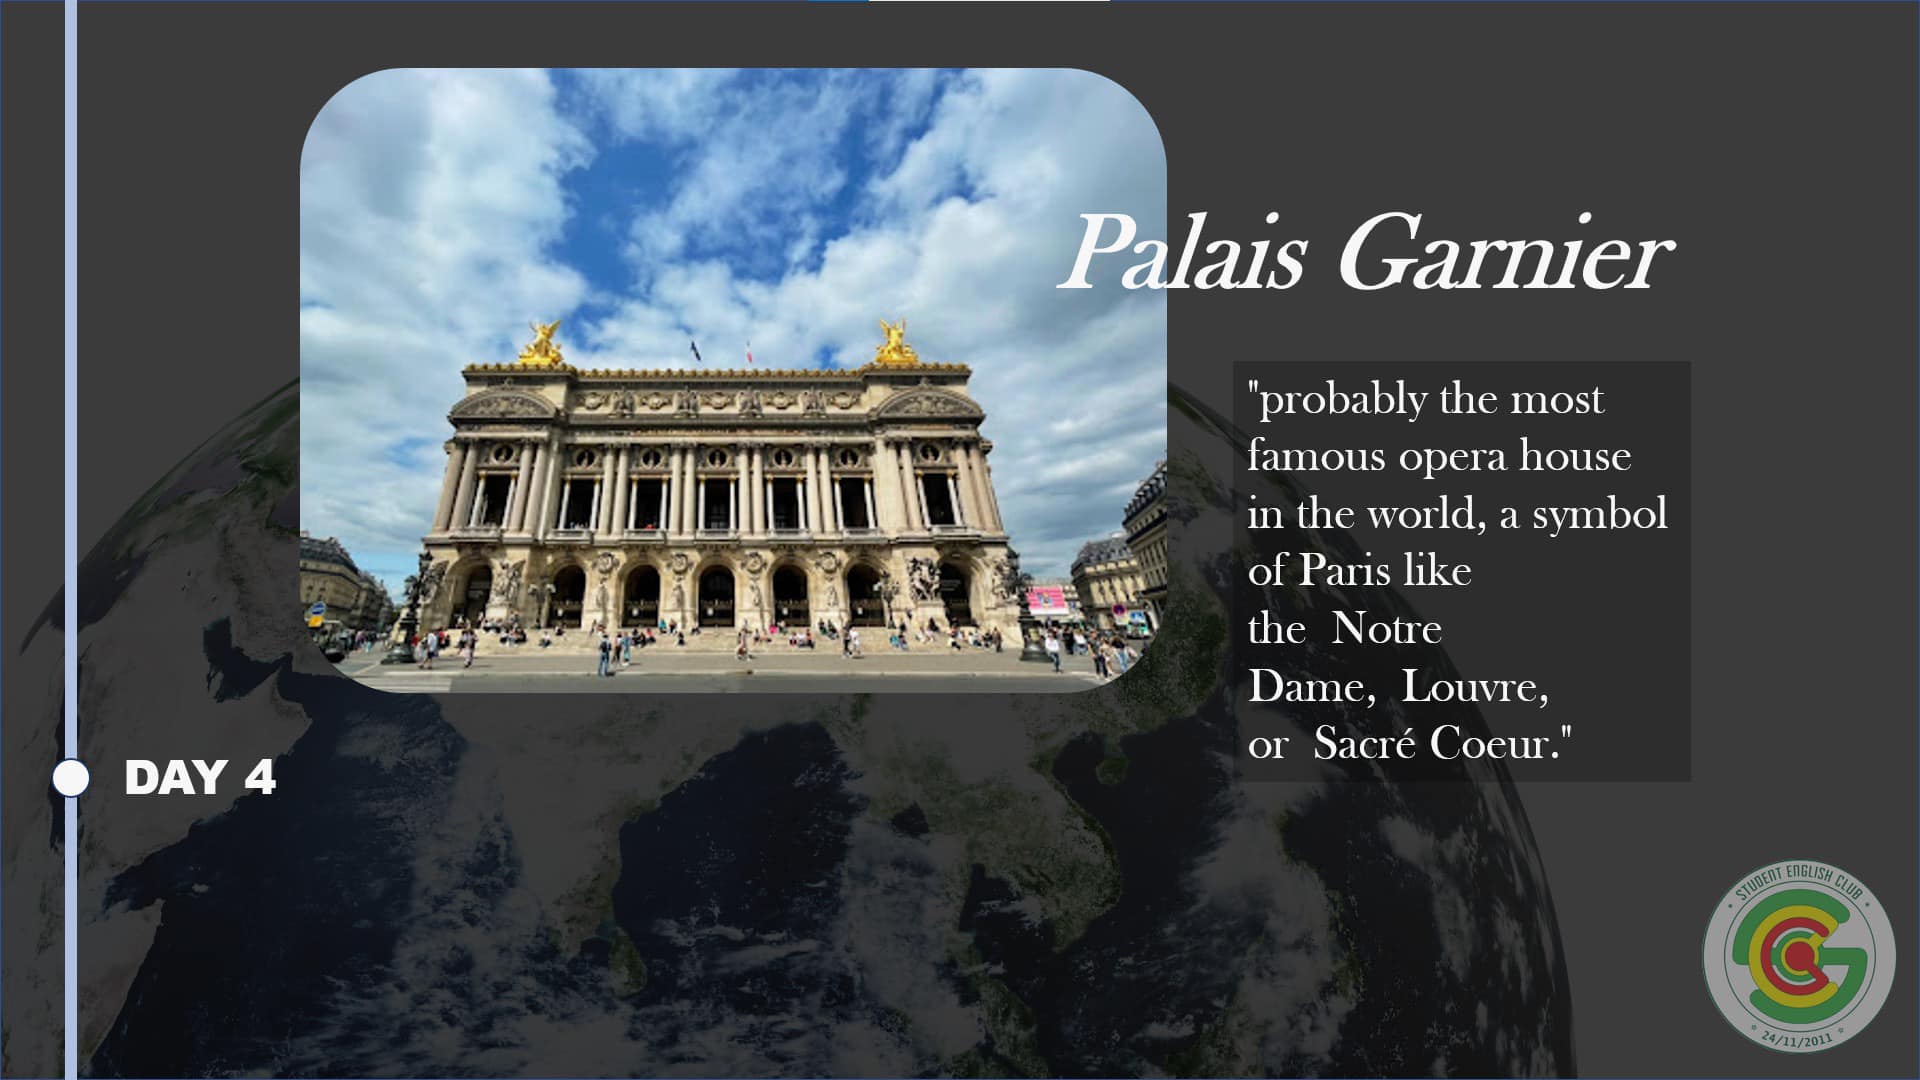 Palais Garnier
"probably the most
famous opera house
in the world, a symbol
of Paris like
the  Notre
Dame,  Louvre,
or  Sacré Coeur."
DAY 4
STUDENT ENGLISH CLUB
24/11/2011